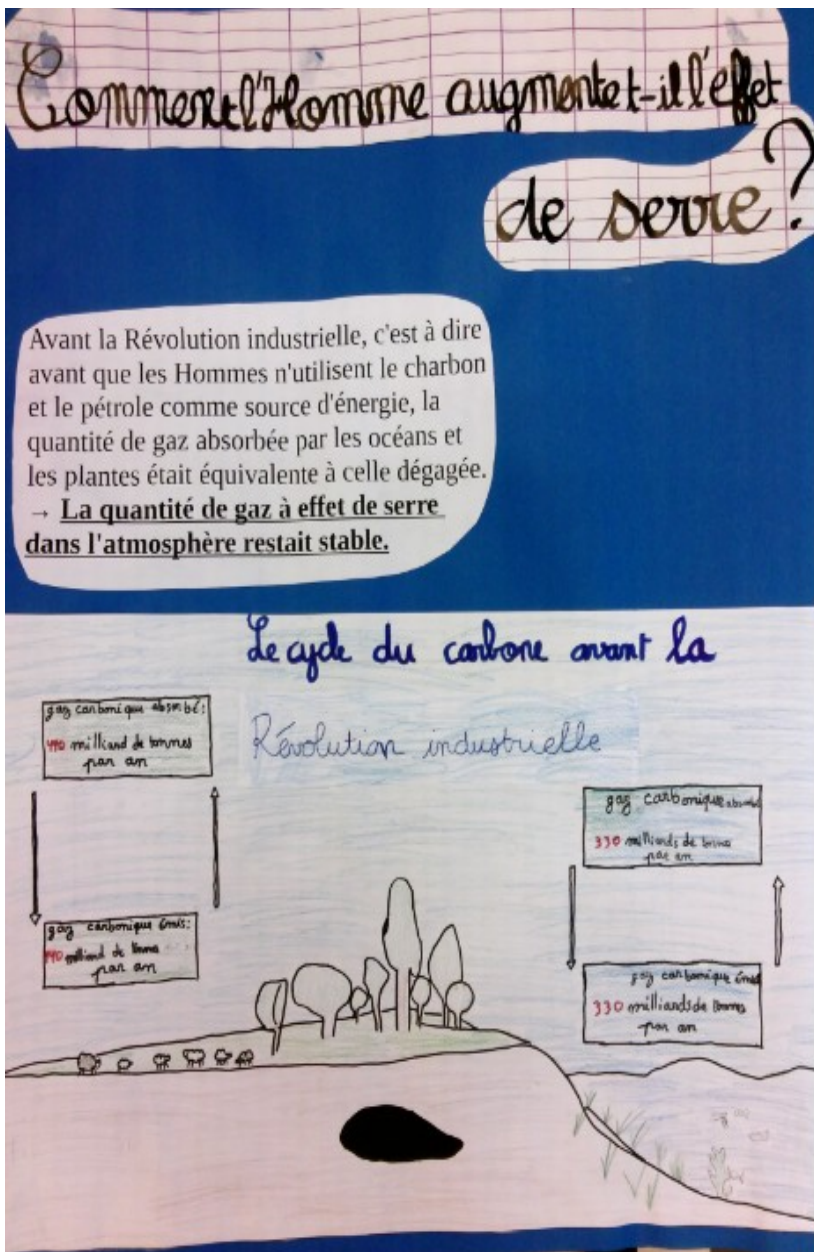 Comment l'Homme augmente t-il l'effet
de serre?
Avant la Révolution industrielle, c'est à dire
avant que les Hommes n'utilisent le charbon
et le pétrole comme source d'énergie, la
quantité de gaz absorbée par les océans et
les plantes était équivalente à celle dégagée.
→ La quantité de gaz à effet de serre
dans l'atmosphère restait stable.
Le cycle du carbone avant la
Révolution industrielle
gaz carbonique absorbé:
440 milliard de tonnes
par an
gaz carbonique émis:
440 milliard de tonnes
par an
gaz carbonique absorbé
330 milliards de tonnes
par an
gaz carbonique émis
330 milliards de tonnes
par an